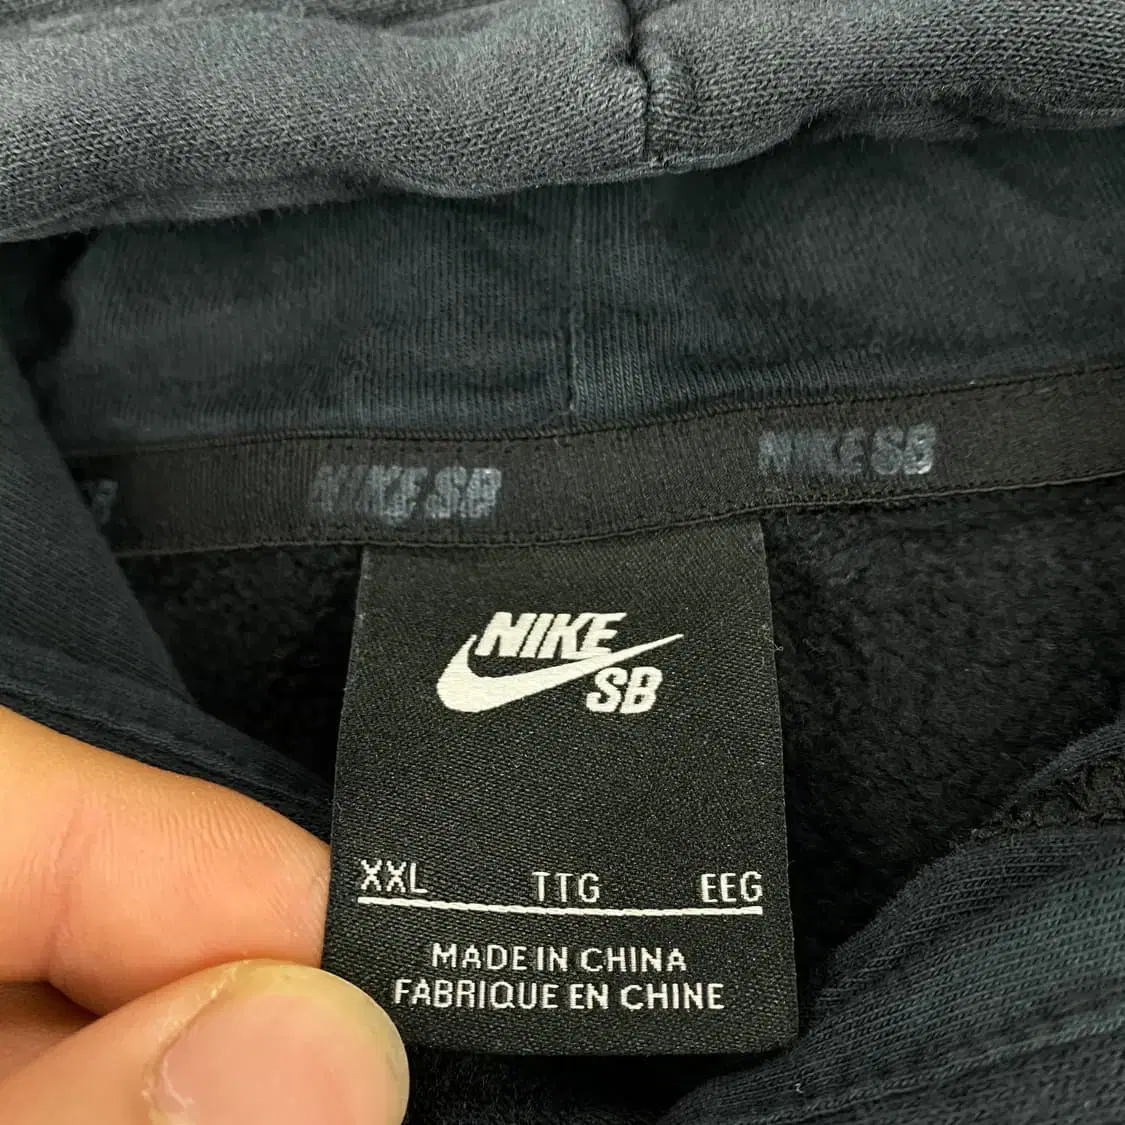 NIKE SB
NIKE SB
NIKE
SB
XXL TTG EEG
MADE IN CHINA
FABRIQUE EN CHINE